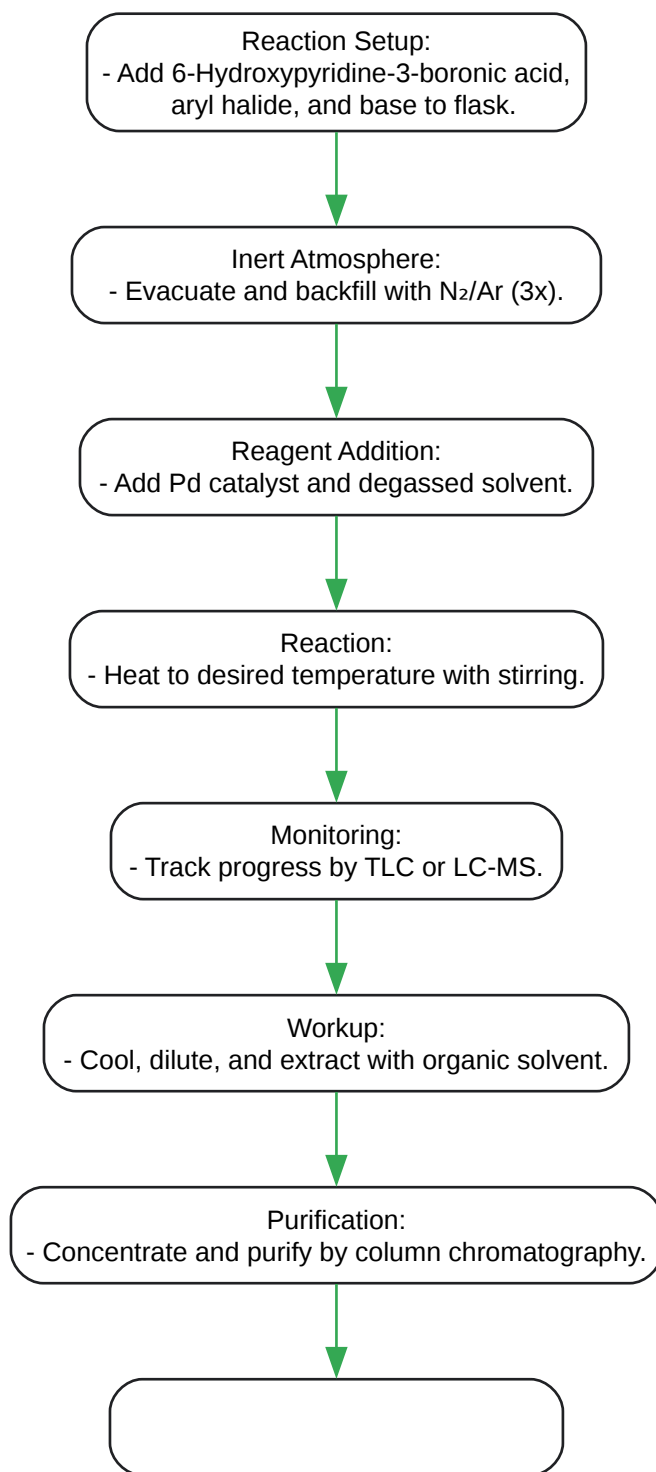 Reaction Setup:
- Add 6-Hydroxypyridine-3-boronic acid,
aryl halide, and base to flask.
Inert Atmosphere:
- Evacuate and backfill with N₂/Ar (3x).
Reagent Addition:
- Add Pd catalyst and degassed solvent.
Reaction:
- Heat to desired temperature with stirring.
Monitoring:
- Track progress by TLC or LC-MS.
Workup:
- Cool, dilute, and extract with organic solvent.
Purification:
- Concentrate and purify by column chromatography.